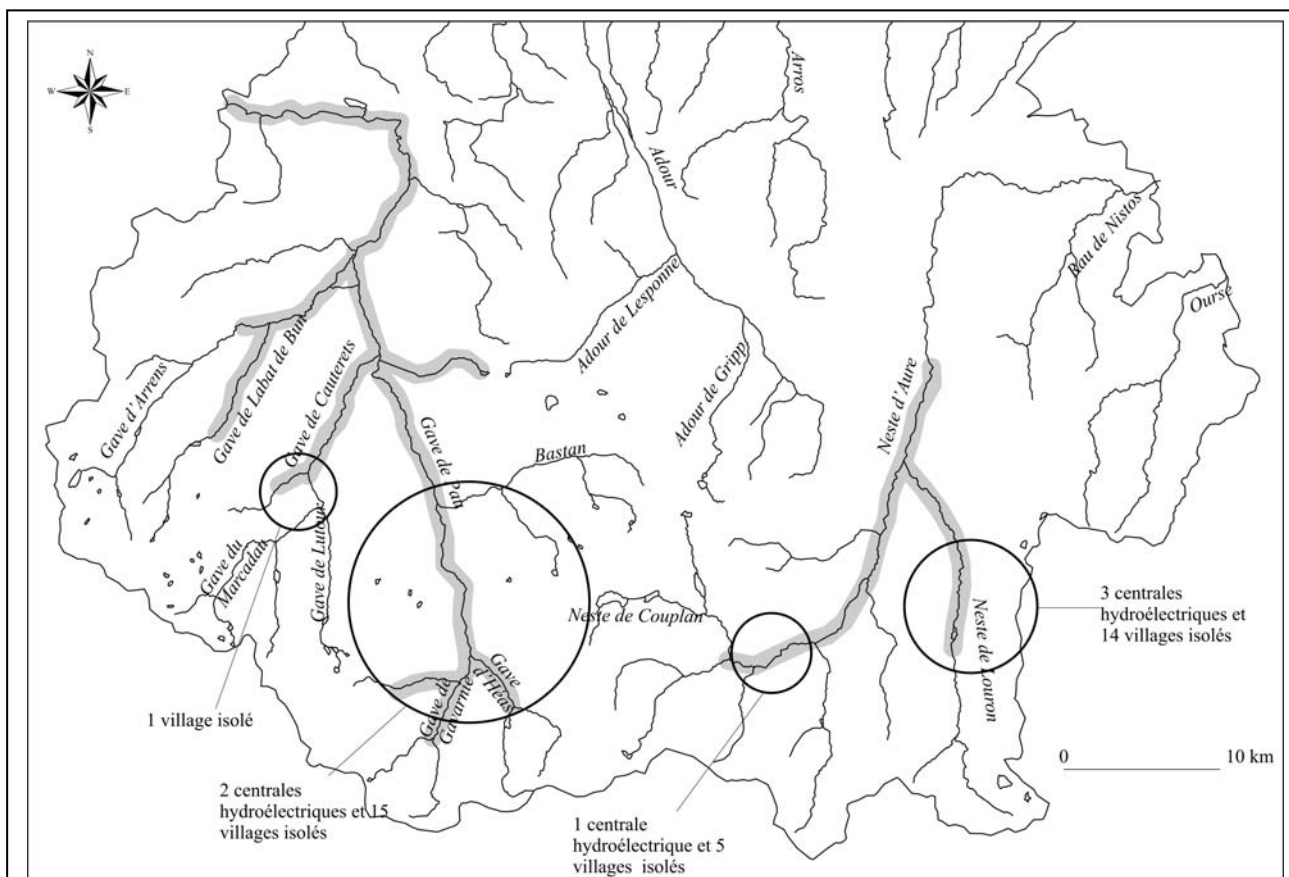 N
W
E
S
Arros
Adour
Rau de Nistos
Ourse
Adour de Lesponne
Gave de Labat de Bun
Gave de Cauterets
Gave d'Arrens
Neste d'Aure
Adour de Gripp
Gave de Pau
Bastan
Gave du
Marcadau
Gave de Lutour
Neste de Couplan
Neste de Louron
3 centrales
hydroélectriques et
14 villages isolés
Gave
d'Héas
Gave de
Gavarnie
1 village isolé
0
10 km
2 centrales
hydroélectriques et 15
villages isolés
1 centrale
hydroélectrique et 5
villages isolés